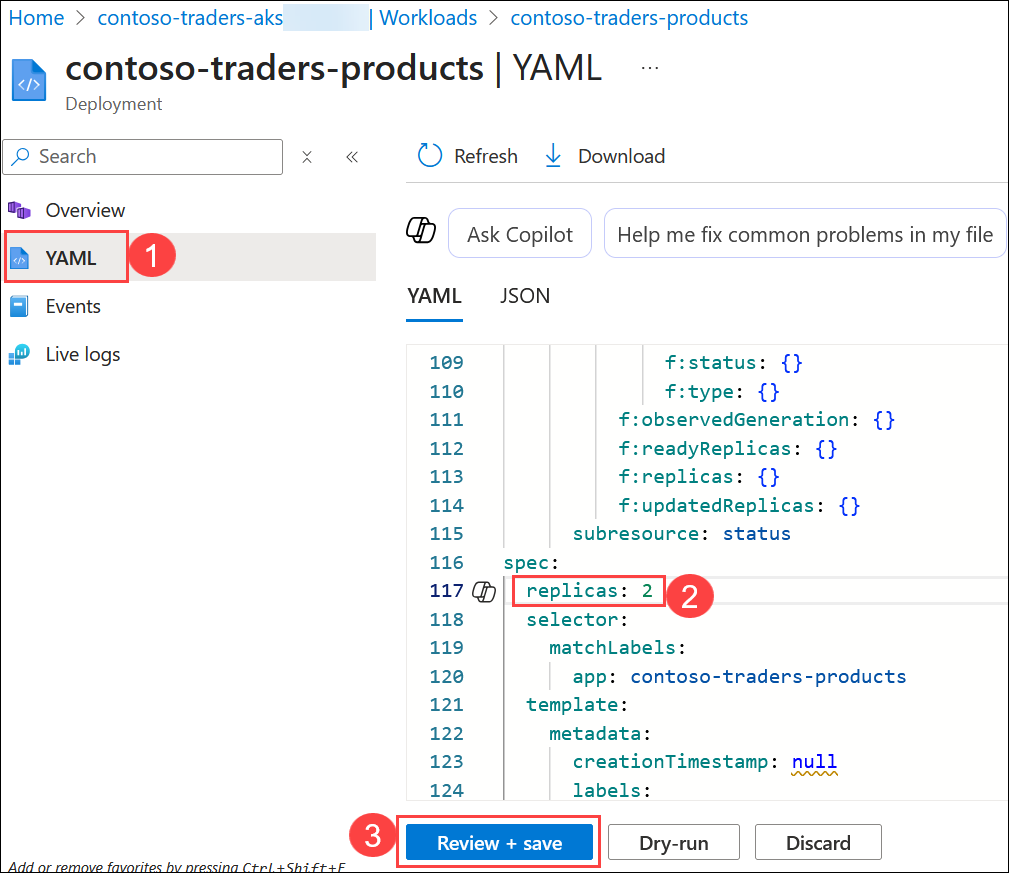 Home > contoso-traders-aks | Workloads > contoso-traders-products
contoso-traders-products | YAML ...
Deployment
Search
Refresh Download
Overview
YAML 1
Events
Live logs
Ask Copilot Help me fix common problems in my file
YAML JSON
109 f:status: {}
110 f:type: {}
111 f:observedGeneration: {}
112 f:readyReplicas: {}
113 f:replicas: {}
114 f:updatedReplicas: {}
115 subresource: status
116 spec:
117 replicas: 2 2
118 selector:
119 matchLabels:
120 app: contoso-traders-products
121 template:
122 metadata:
123 creationTimestamp: null
124 labels:
3 Review + save Dry-run Discard
Add or remove favorites by pressing Ctrl+Shift+F